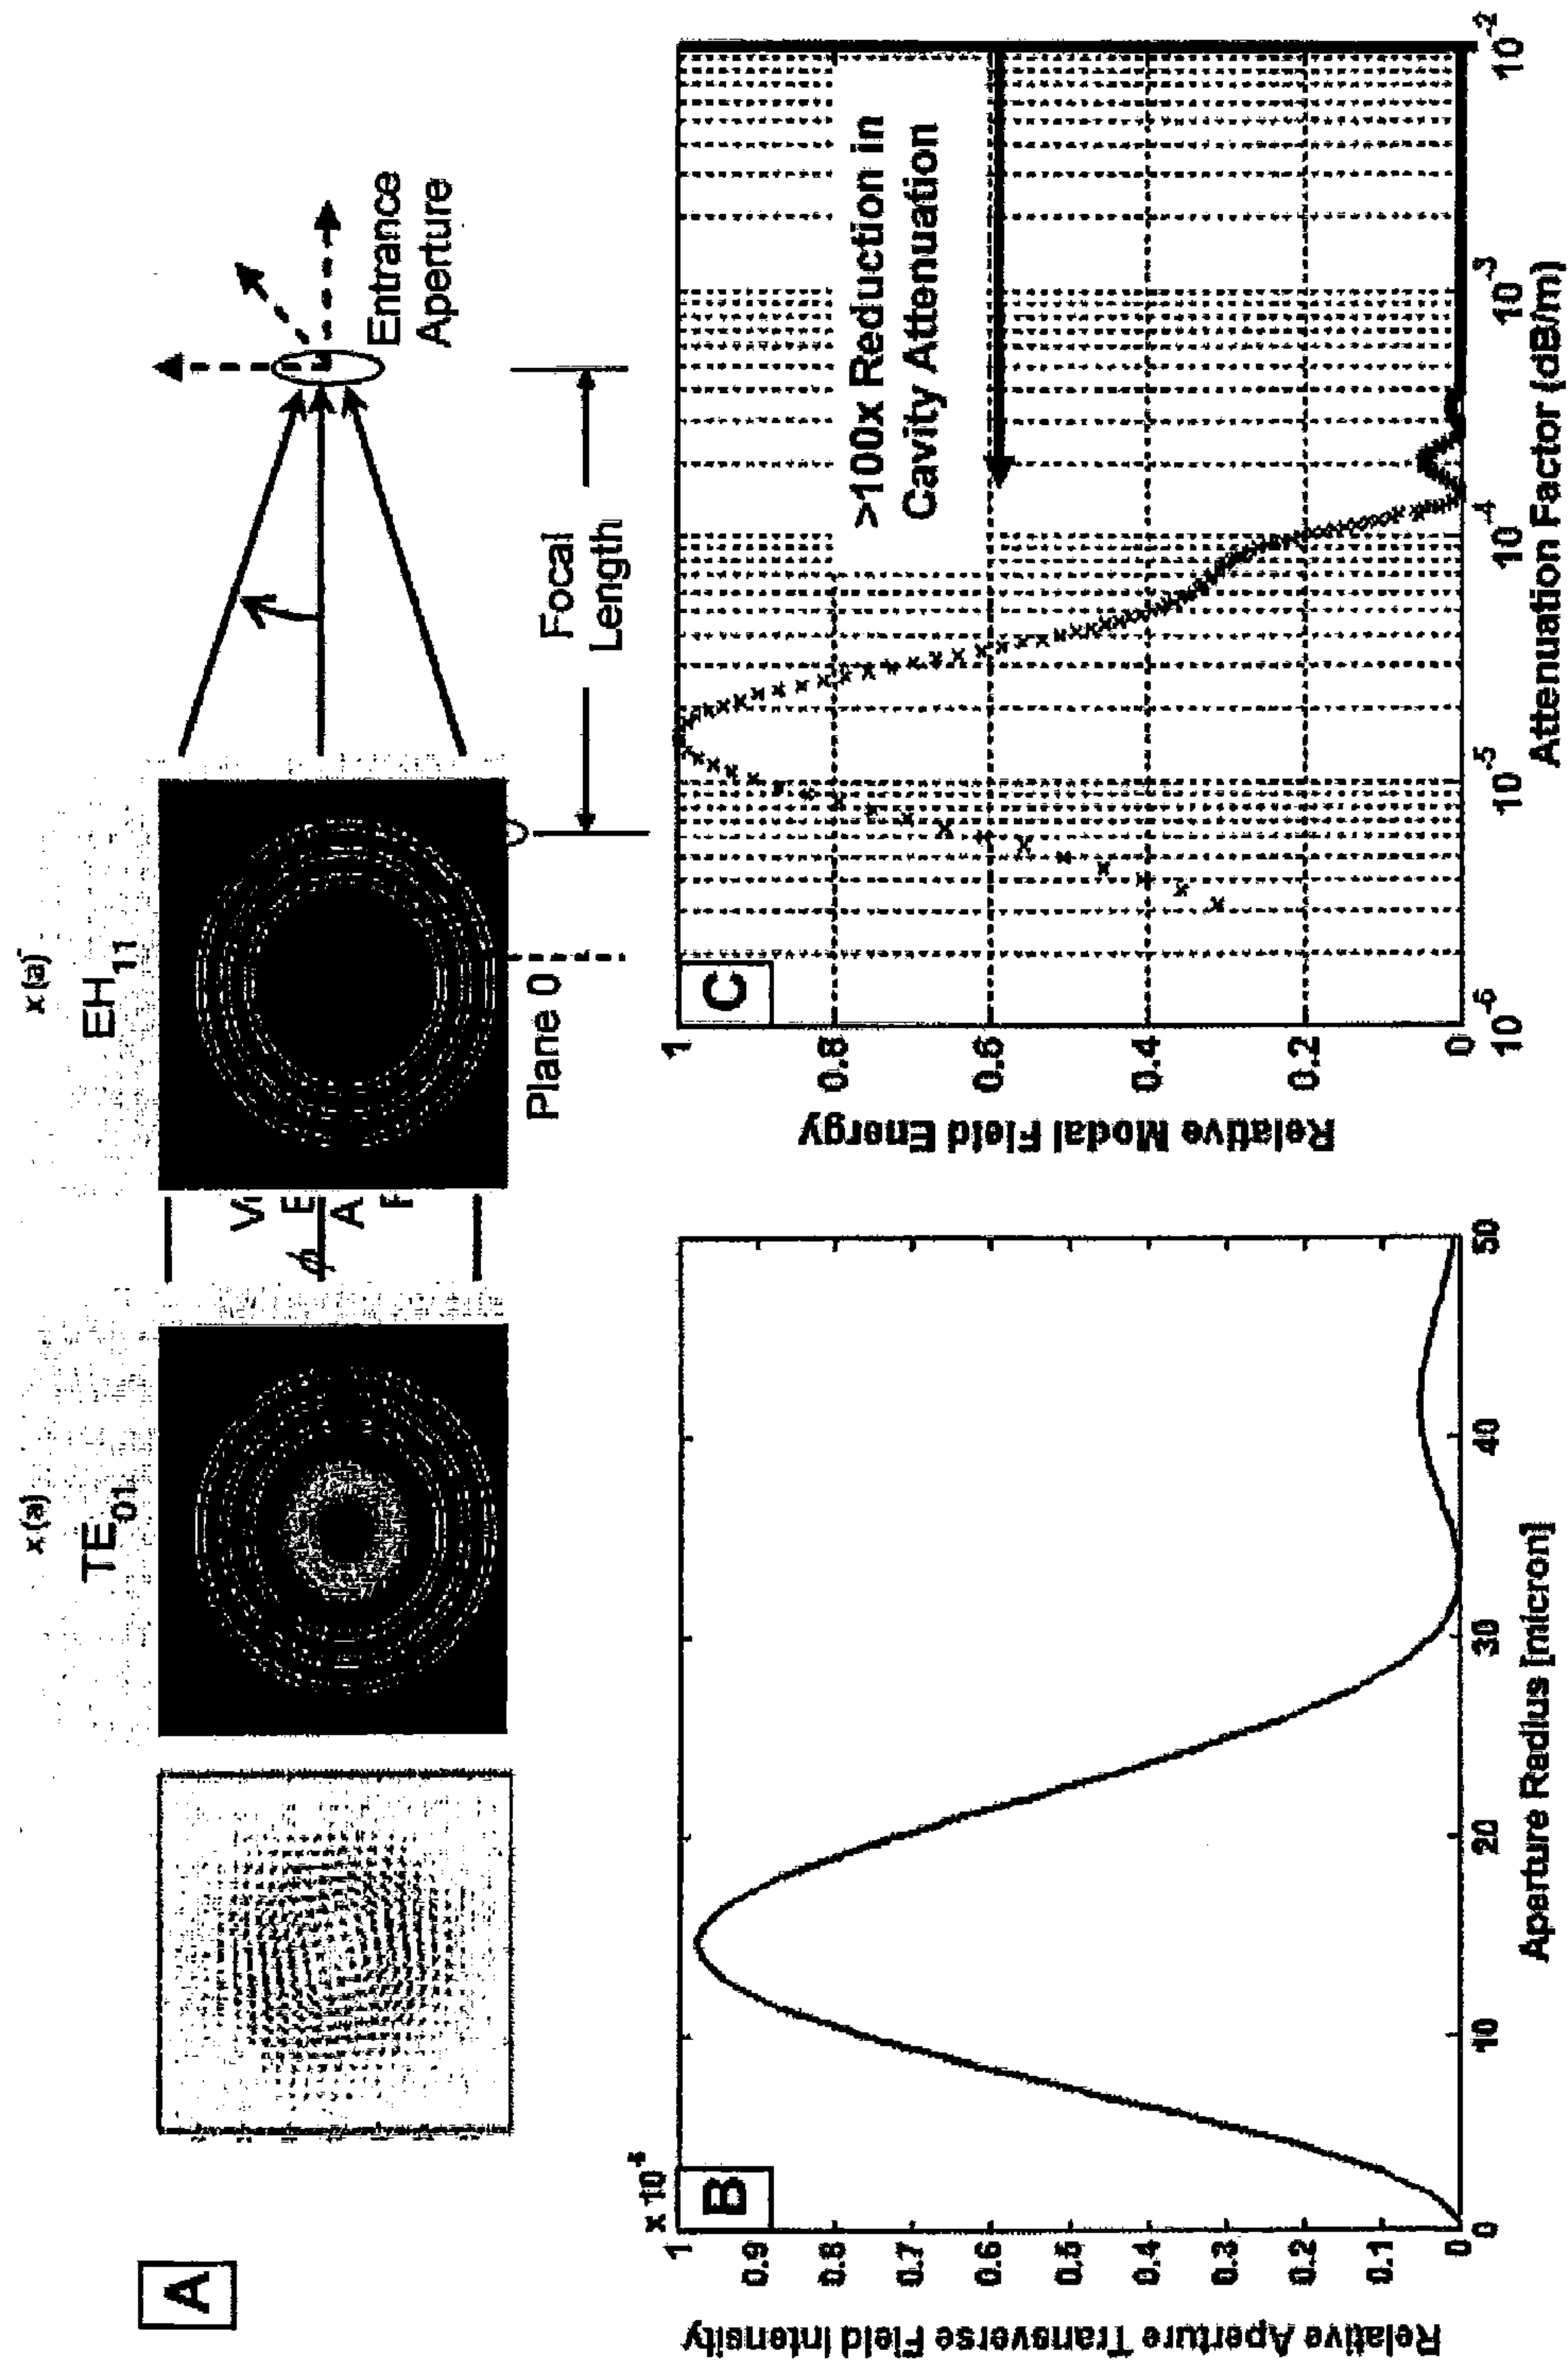 A
x (a)
TE01
x (a)
EH11
ϕ
E
A
Plane 0
Focal
Length
Entrance
Aperture
B
Relative Aperture Transverse Field Intensity
1
0.9
0.8
0.7
0.6
0.5
0.4
0.3
0.2
0.1
0
0 10 20 30 40 50
Aperture Radius [micron]
C
Relative Modal Field Energy
1
0.8
0.6
0.4
0.2
0
>100x Reduction in
Cavity Attenuation
10-6 10-5 10-4 10-3 10-2
Attenuation Factor (dB/m)